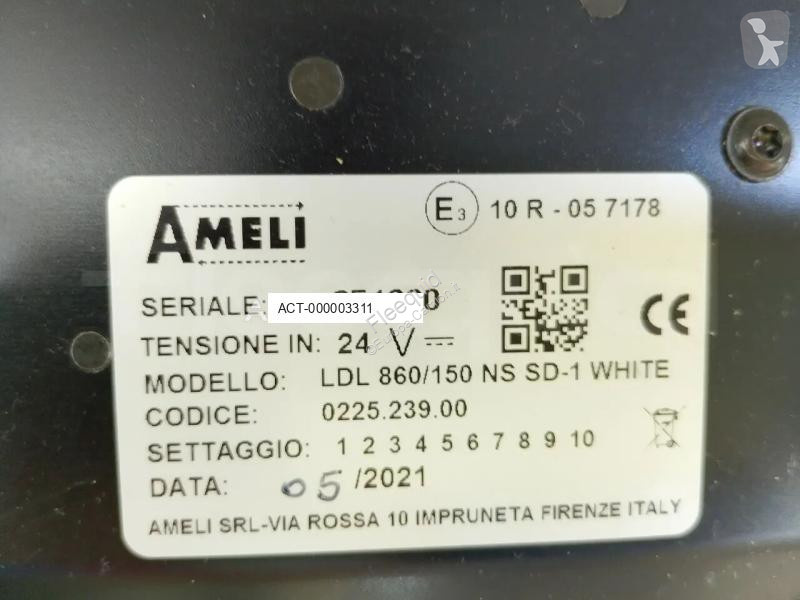 AMELI
E3 10 R - 05 7178
SERIALE: ACT-000003311
TENSIONE IN: 24 V
MODELLO: LDL 860/150 NS SD-1 WHITE
CODICE: 0225.239.00
SETTAGGIO: 1 2 3 4 5 6 7 8 9 10
DATA: 05 /2021
AMELI SRL-VIA ROSSA 10 IMPRUNETA FIRENZE ITALY
CE
Fleequid